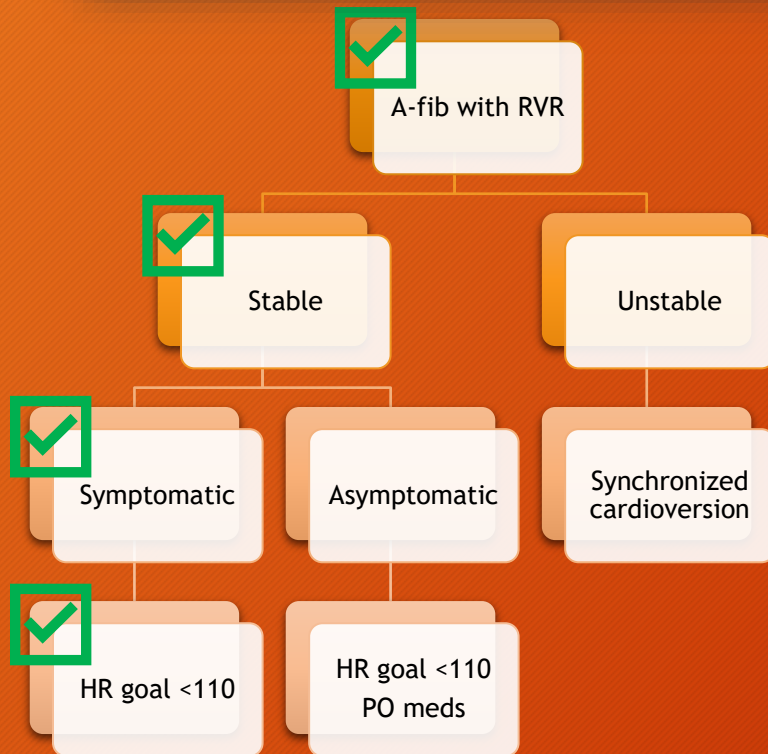 A-fib with RVR
Stable
Unstable
Symptomatic
Asymptomatic
Synchronized
cardioversion
HR goal <110
HR goal <110
PO meds